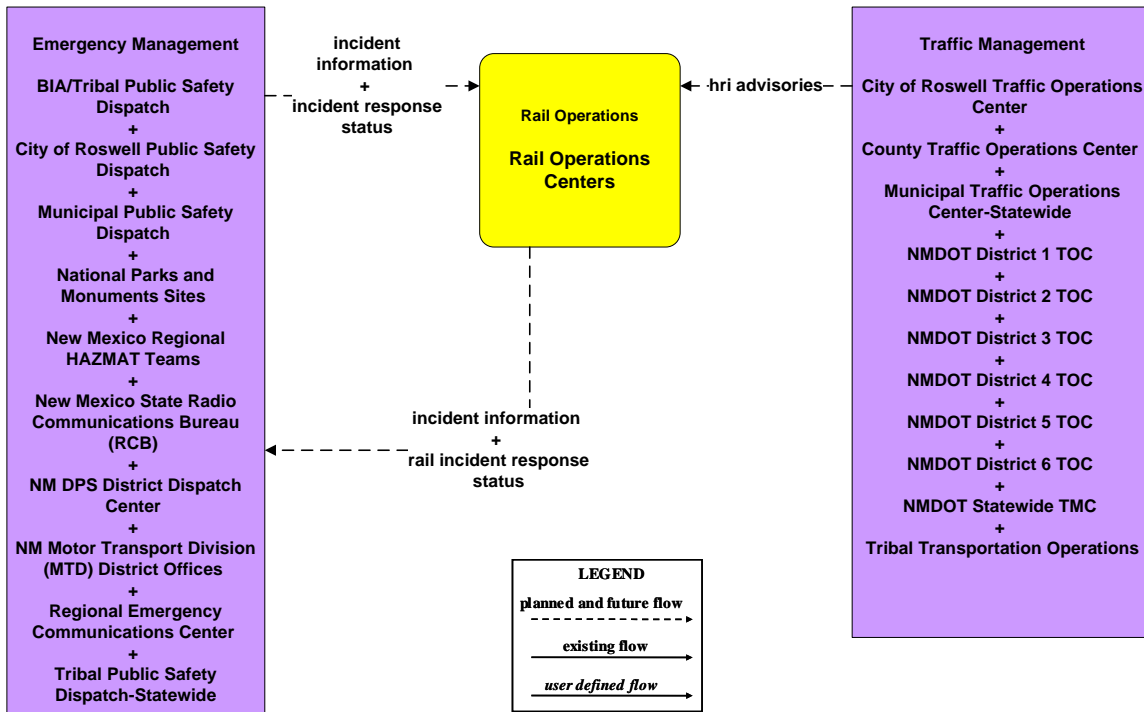 Emergency Management
BIA/Tribal Public Safety
Dispatch
+
City of Roswell Public Safety
Dispatch
+
Municipal Public Safety
Dispatch
+
National Parks and
Monuments Sites
+
New Mexico Regional
HAZMAT Teams
+
New Mexico State Radio
Communications Bureau
(RCB)
+
NM DPS District Dispatch
Center
+
NM Motor Transport Division
(MTD) District Offices
+
Regional Emergency
Communications Center
+
Tribal Public Safety
Dispatch-Statewide
incident
information
+
incident response
status
Rail Operations
Rail Operations
Centers
hri advisories
incident information
+
rail incident response
status
Traffic Management
City of Roswell Traffic Operations
Center
+
County Traffic Operations Center
+
Municipal Traffic Operations
Center-Statewide
+
NMDOT District 1 TOC
+
NMDOT District 2 TOC
+
NMDOT District 3 TOC
+
NMDOT District 4 TOC
+
NMDOT District 5 TOC
+
NMDOT District 6 TOC
+
NMDOT Statewide TMC
+
Tribal Transportation Operations
LEGEND
planned and future flow
existing flow
user defined flow